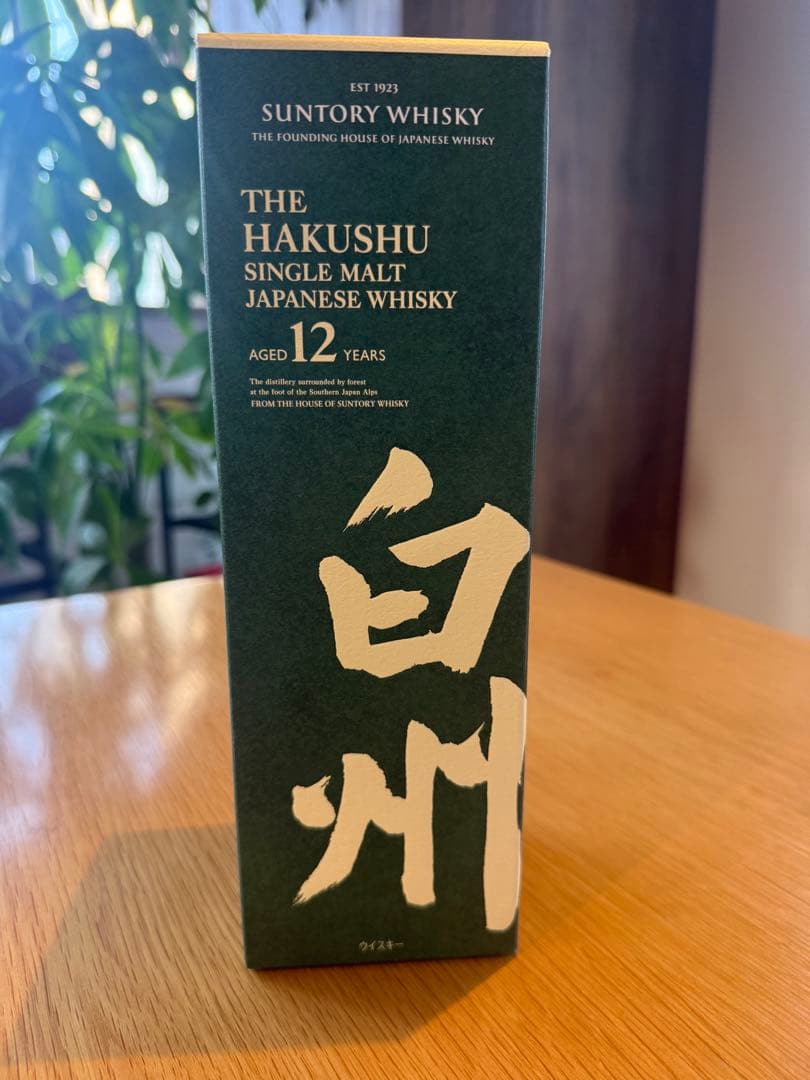 EST 1923
SUNTORY WHISKY
THE FOUNDING HOUSE OF JAPANESE WHISKY
THE
HAKUSHU
SINGLE MALT
JAPANESE WHISKY
AGED 12 YEARS
The distillery surrounded by forest
at the foot of the Southern Japan Alps
FROM THE HOUSE OF SUNTORY WHISKY
白
州
ウイスキー